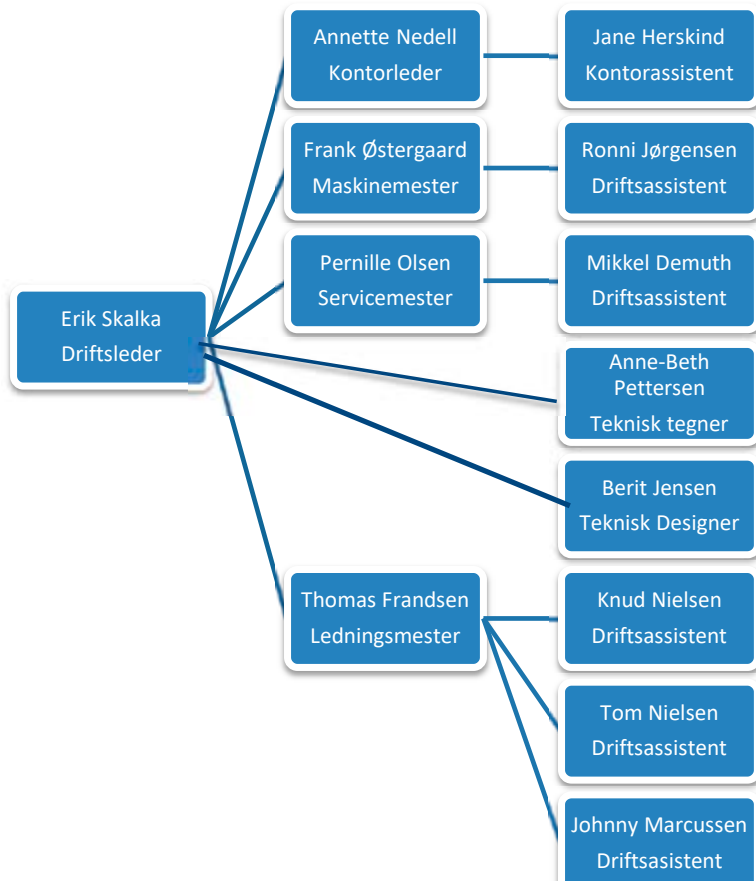 Annette Nedell
Kontorleder
Jane Herskind
Kontorassistent
Frank Østergaard
Maskinemester
Ronni Jørgensen
Driftsassistent
Pernille Olsen
Servicemester
Mikkel Demuth
Driftsassistent
Erik Skalka
Driftsleder
Anne-Beth
Pettersen
Teknisk tegner
Berit Jensen
Teknisk Designer
Thomas Frandsen
Ledningsmester
Knud Nielsen
Driftsassistent
Tom Nielsen
Driftsassistent
Johnny Marcussen
Driftsasistent